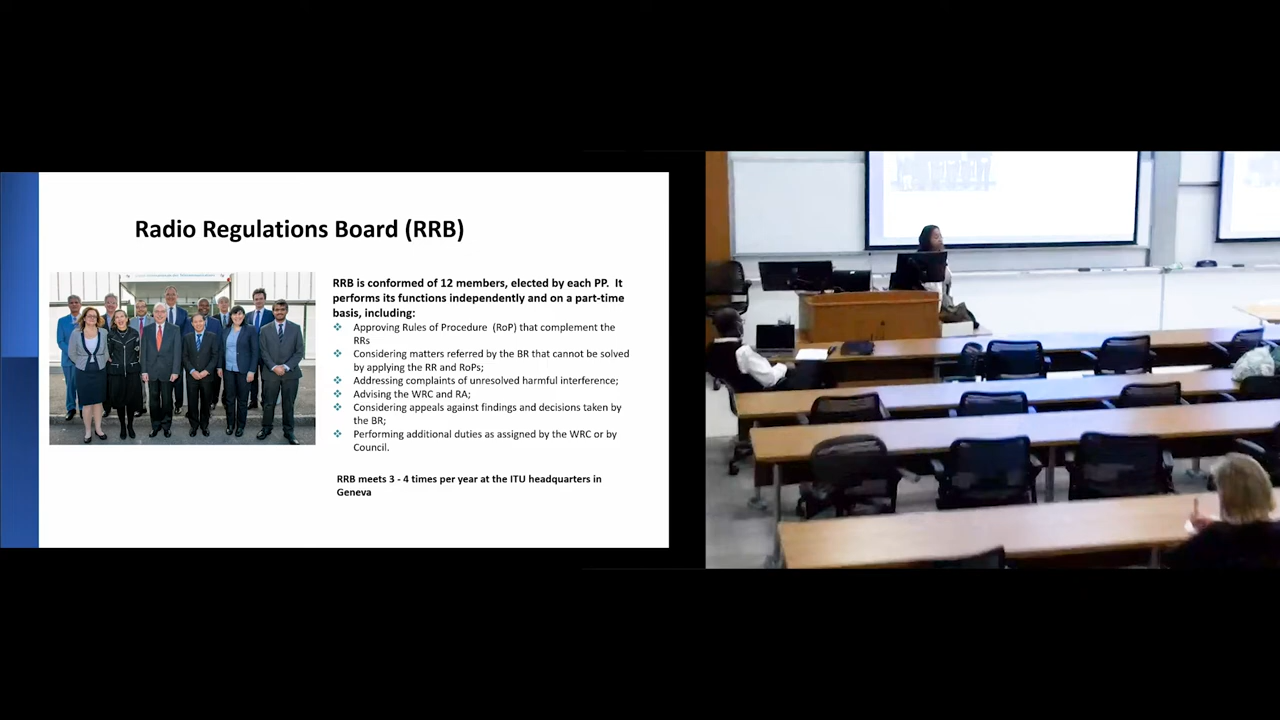 Radio Regulations Board (RRB)
RRB is conformed of 12 members, elected by each PP. It
performs its functions independently and on a part-time
basis, including:
Approving Rules of Procedure (RoP) that complement the
RRs
Considering matters referred by the BR that cannot be solved
by applying the RR and RoPs;
Addressing complaints of unresolved harmful interference;
Advising the WRC and RA;
Considering appeals against findings and decisions taken by
the BR;
Performing additional duties as assigned by the WRC or by
Council.
RRB meets 3 - 4 times per year at the ITU headquarters in
Geneva